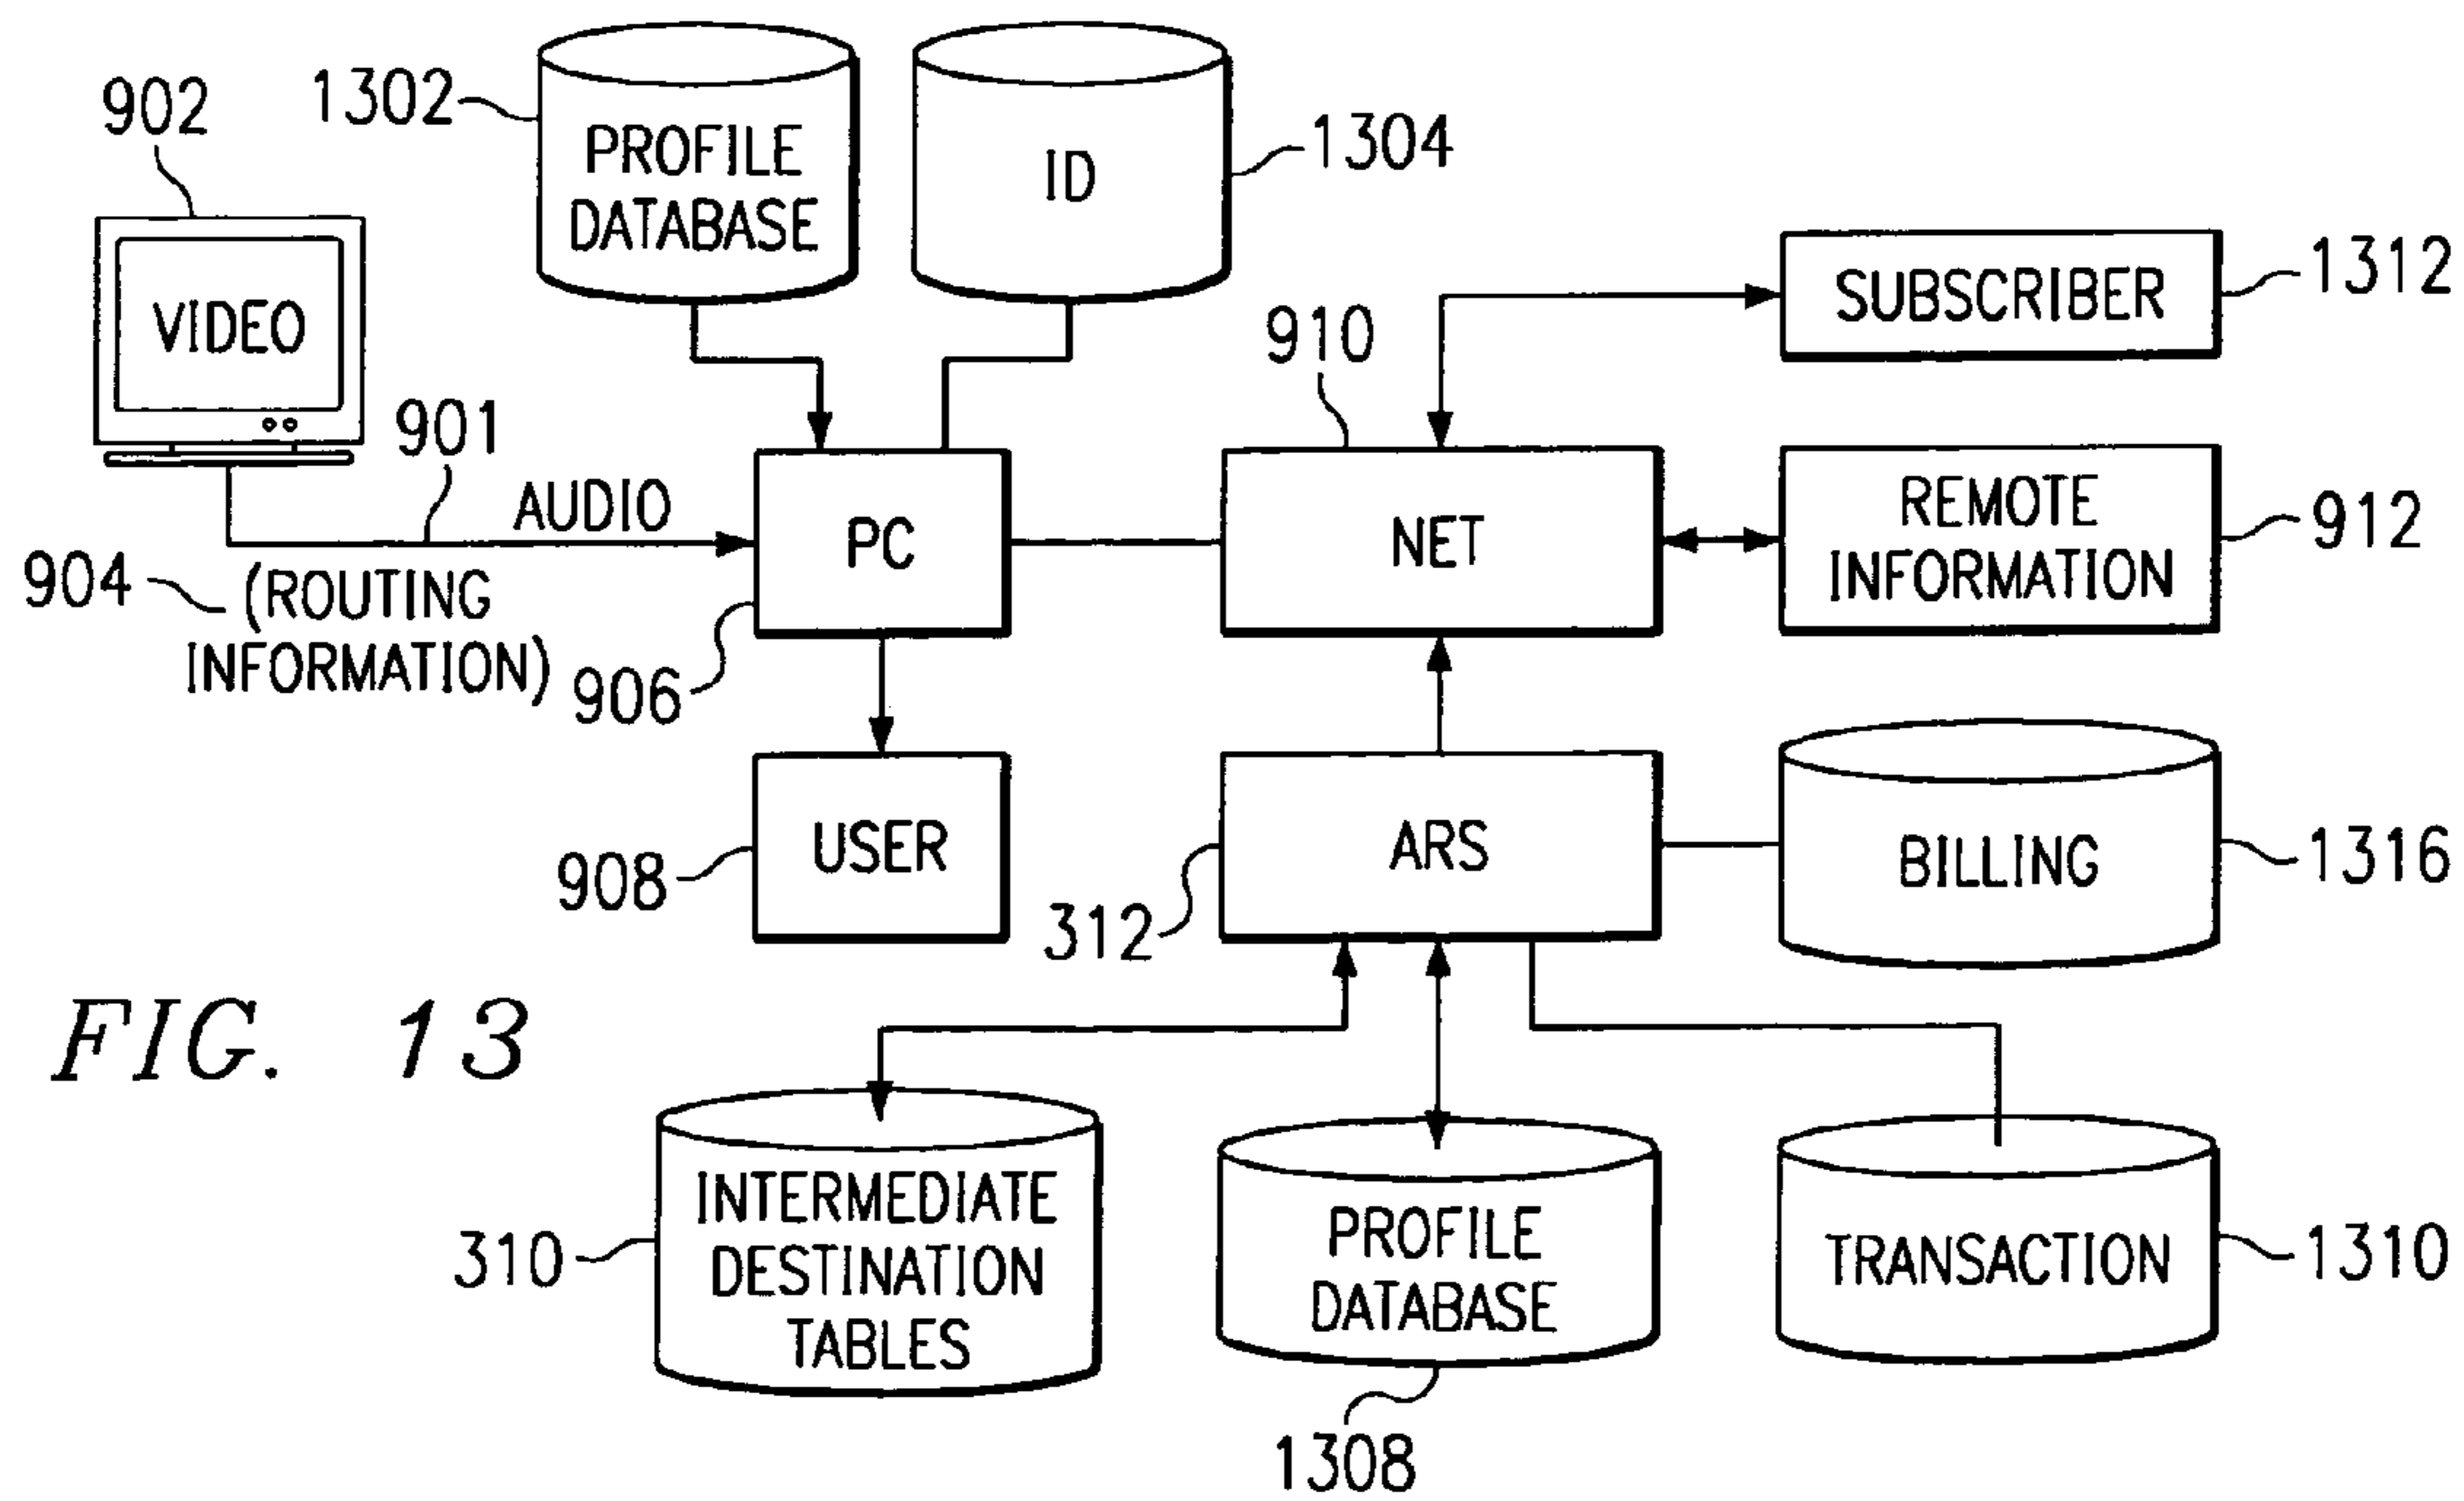 902
1302
PROFILE
DATABASE
ID
1304
VIDEO
SUBSCRIBER
1312
910
901
AUDIO
904
(ROUTING
INFORMATION)
PC
906
NET
REMOTE
INFORMATION
912
USER
908
ARS
312
BILLING
1316
FIG. 13
INTERMEDIATE
DESTINATION
TABLES
310
PROFILE
DATABASE
1308
TRANSACTION
1310